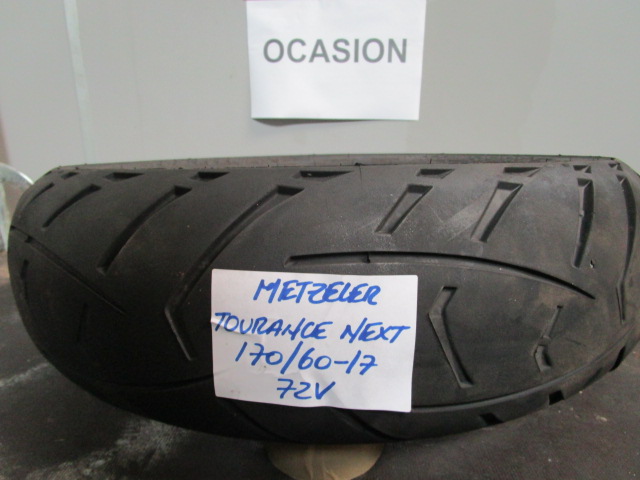 OCASION
METZELER
TOURANCE NEXT
170/60-17
72V